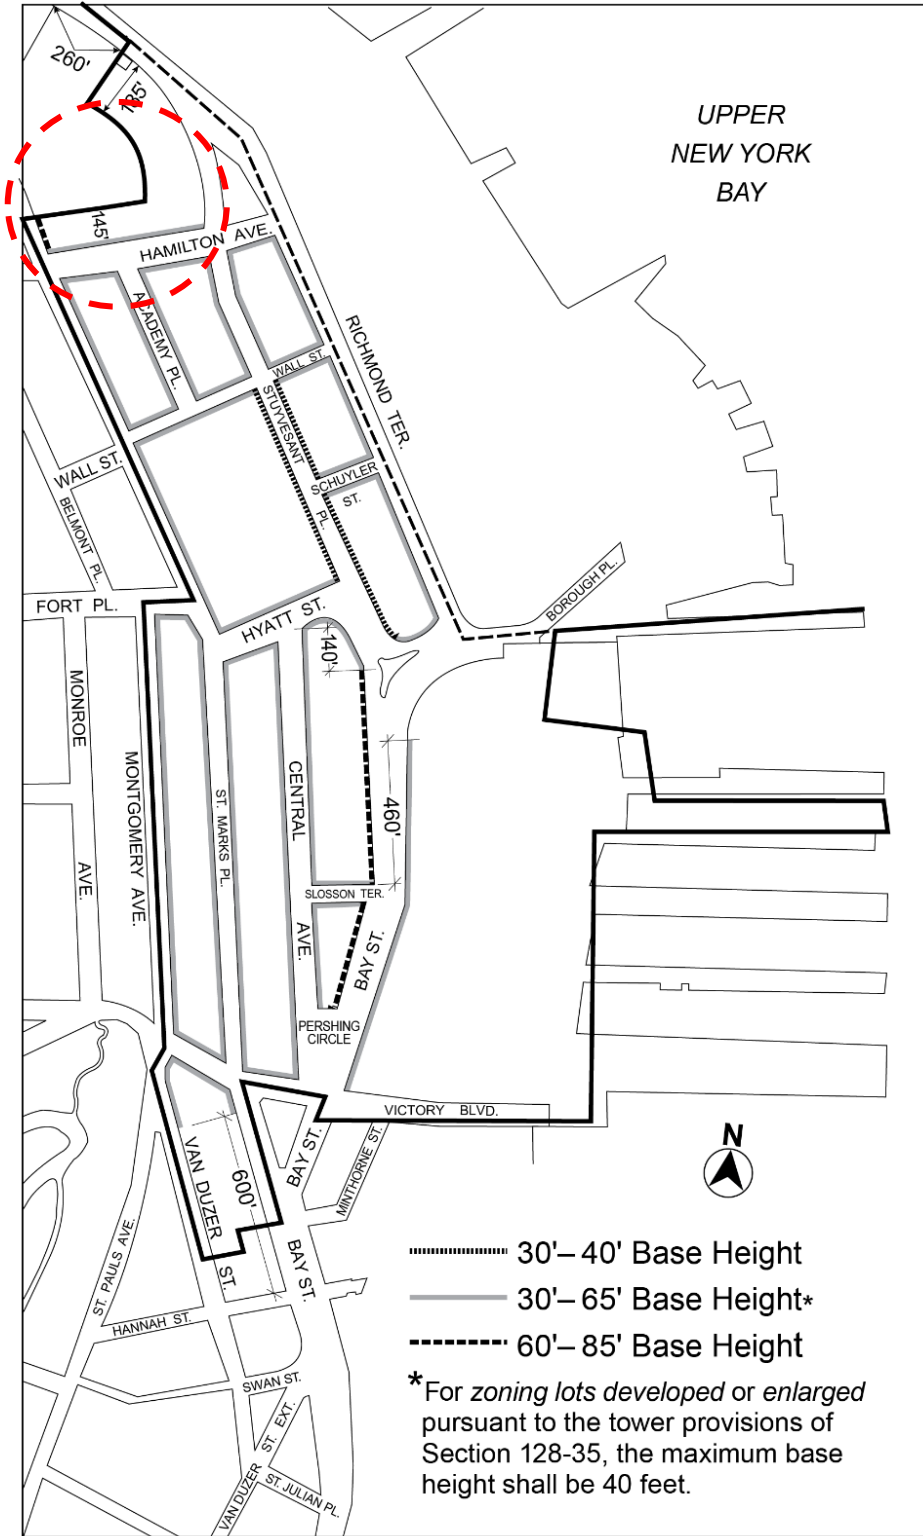 260'
185'
UPPER
NEW YORK
BAY
145'
HAMILTON AVE.
ACADEMY PL.
RICHMOND TER.
WALL ST.
STUYVESANT
PL.
SCHUYLER
ST.
WALL ST.
BELMONT PL.
FORT PL.
HYATT ST.
BOROUGH PL.
140'
MONROE
AVE.
MONTGOMERY AVE.
ST. MARKS PL.
CENTRAL
AVE.
460'
SLOSSON TER.
BAY ST.
PERSHING
CIRCLE
VICTORY BLVD.
VAN DUZER
ST.
600'
BAY ST.
MINTHORNE ST.
BAY ST.
ST. PAULS AVE.
HANNAH ST.
SWAN ST.
VAN DUZER
ST. EXT.
ST. JULIAN PL.
N
30'– 40' Base Height
30'– 65' Base Height*
60'– 85' Base Height
*For zoning lots developed or enlarged
pursuant to the tower provisions of
Section 128-35, the maximum base
height shall be 40 feet.